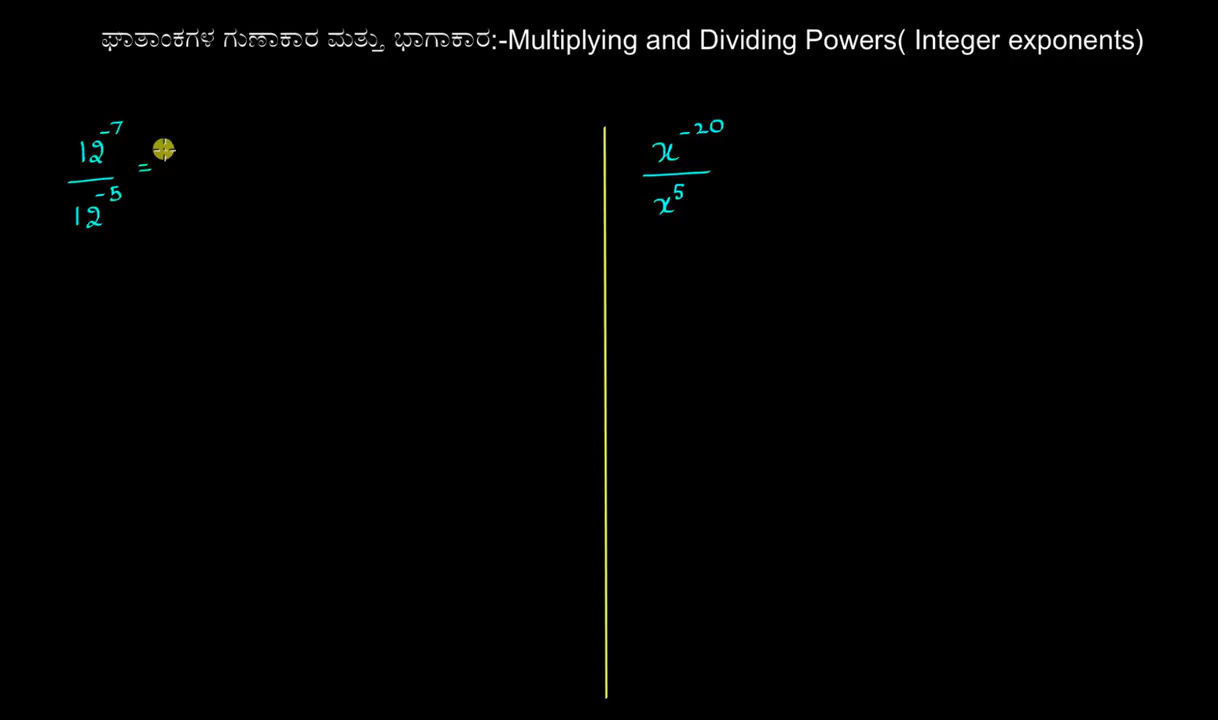 ಘಾತಾಂಕಗಳ ಗುಣಾಕಾರ ಮತ್ತು ಭಾಗಾಕಾರ:-Multiplying and Dividing Powers( Integer exponents)
12^-7 / 12^-5 =
x^-20 / x^5